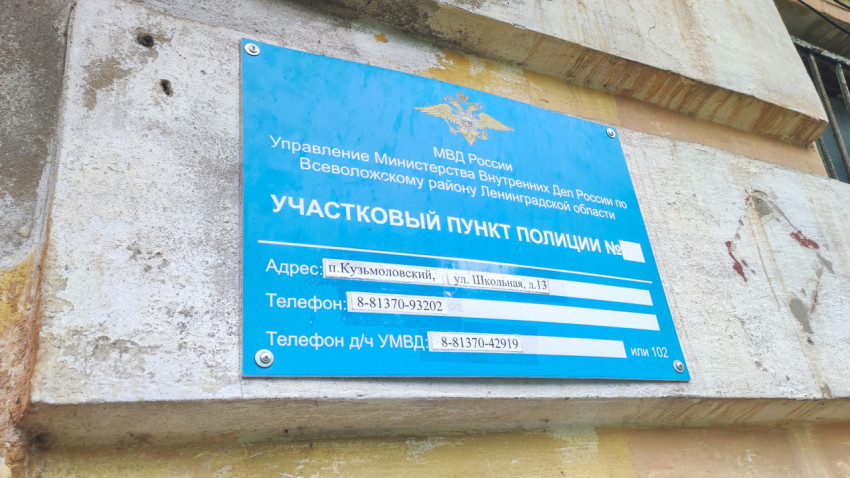 МВД России
Управление Министерства Внутренних Дел России по
Всеволожскому району Ленинградской области
УЧАСТКОВЫЙ ПУНКТ ПОЛИЦИИ №
Адрес: п.Кузьмоловский, ул. Школьная, д.13
Телефон: 8-81370-93202
Телефон д/ч УМВД: 8-81370-42919 или 102